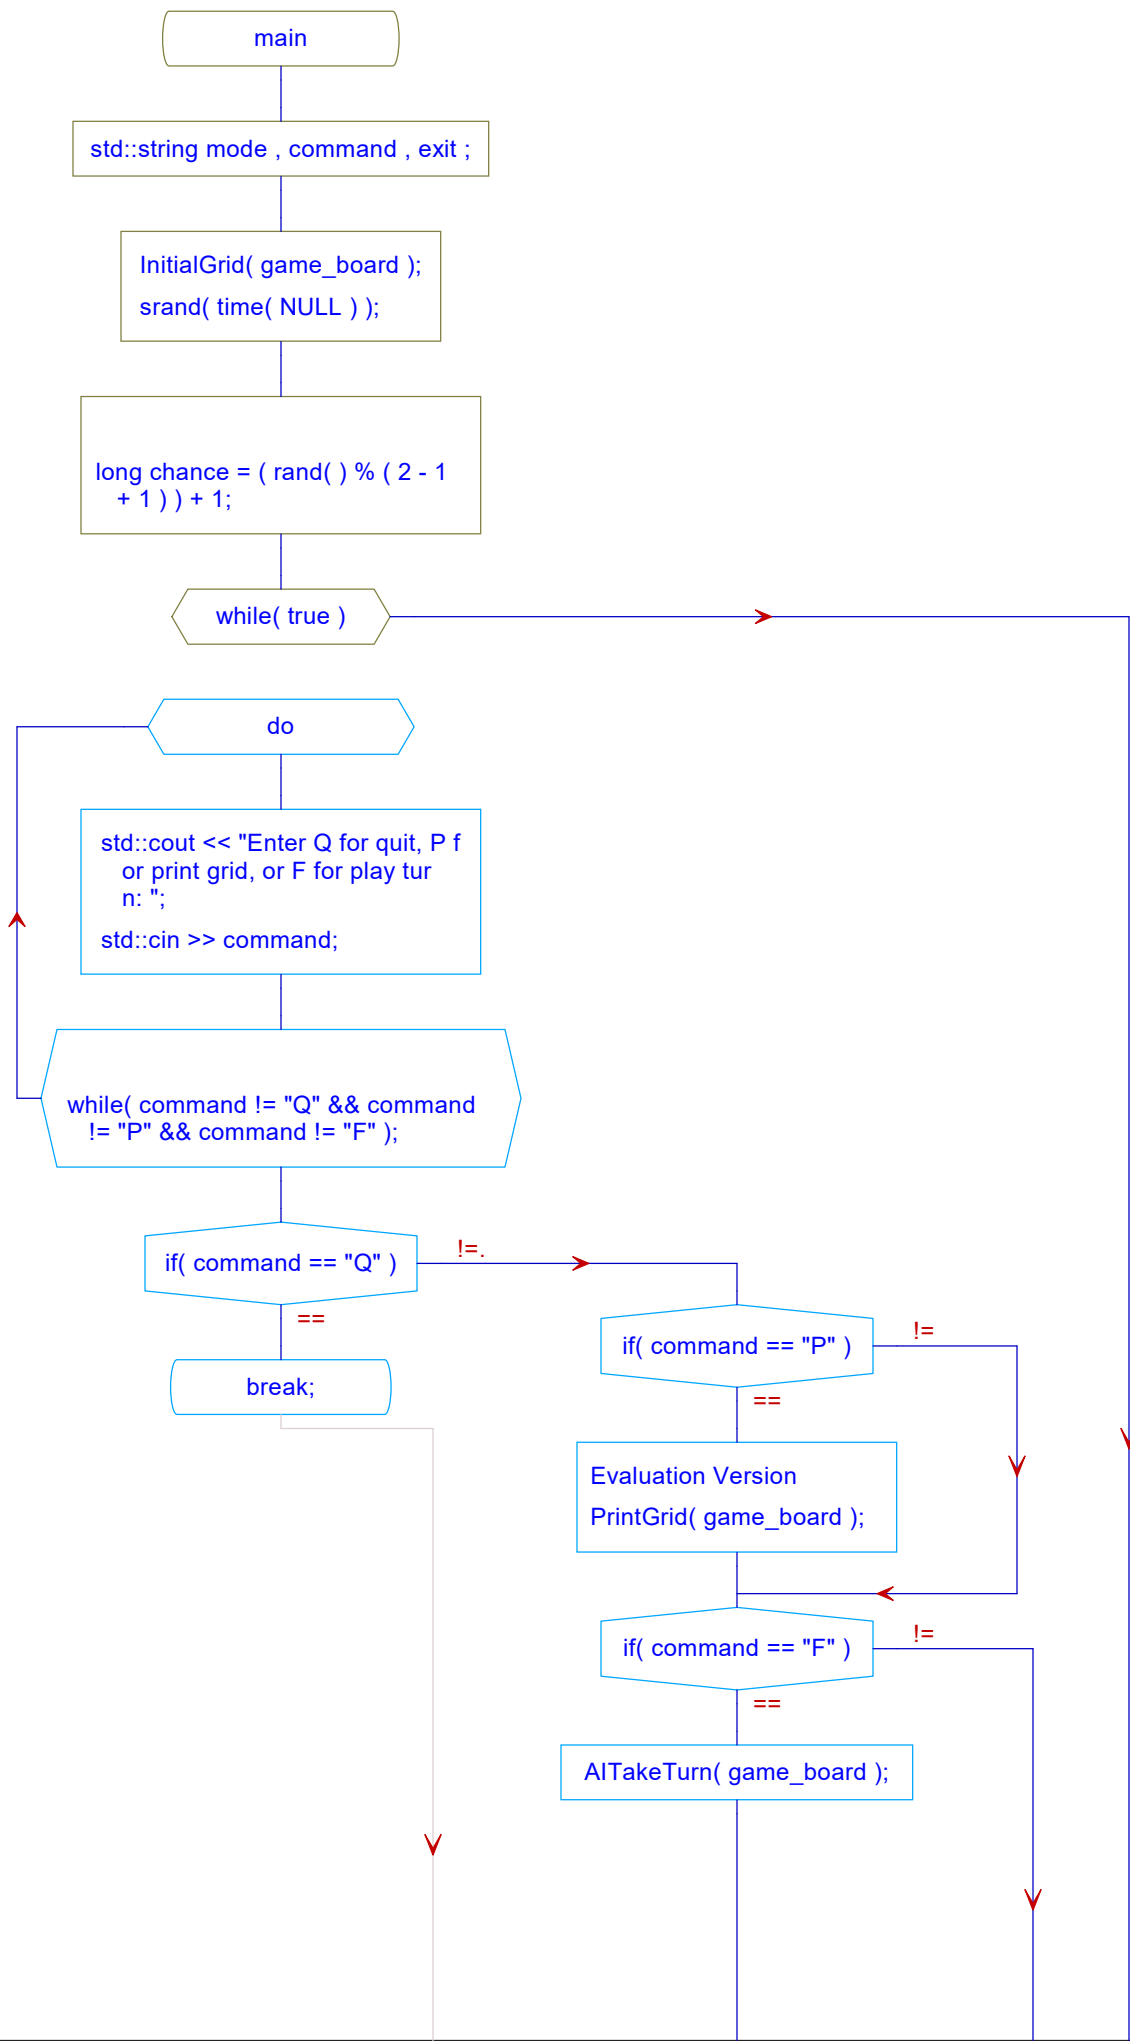 main
std::string mode , command , exit ;
InitialGrid( game_board );
srand( time( NULL ) );
long chance = ( rand( ) % ( 2 - 1
+ 1 ) ) + 1;
while( true )
do
std::cout << "Enter Q for quit, P f
or print grid, or F for play tur
n: ";
std::cin >> command;
while( command != "Q" && command
!= "P" && command != "F" );
if( command == "Q" )
!=.
==
if( command == "P" )
!=
==
break;
Evaluation Version
PrintGrid( game_board );
if( command == "F" )
!=
==
AITakeTurn( game_board );